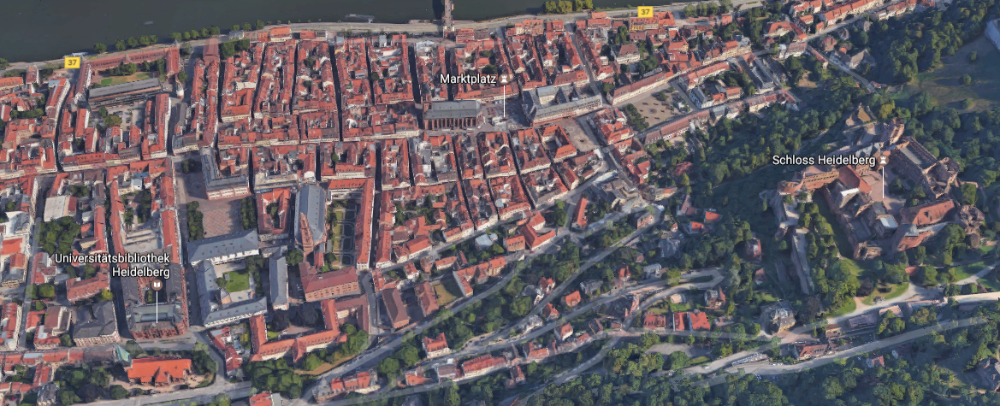 37
37
Marktplatz
Schloss Heidelberg
Universitätsbibliothek
Heidelberg